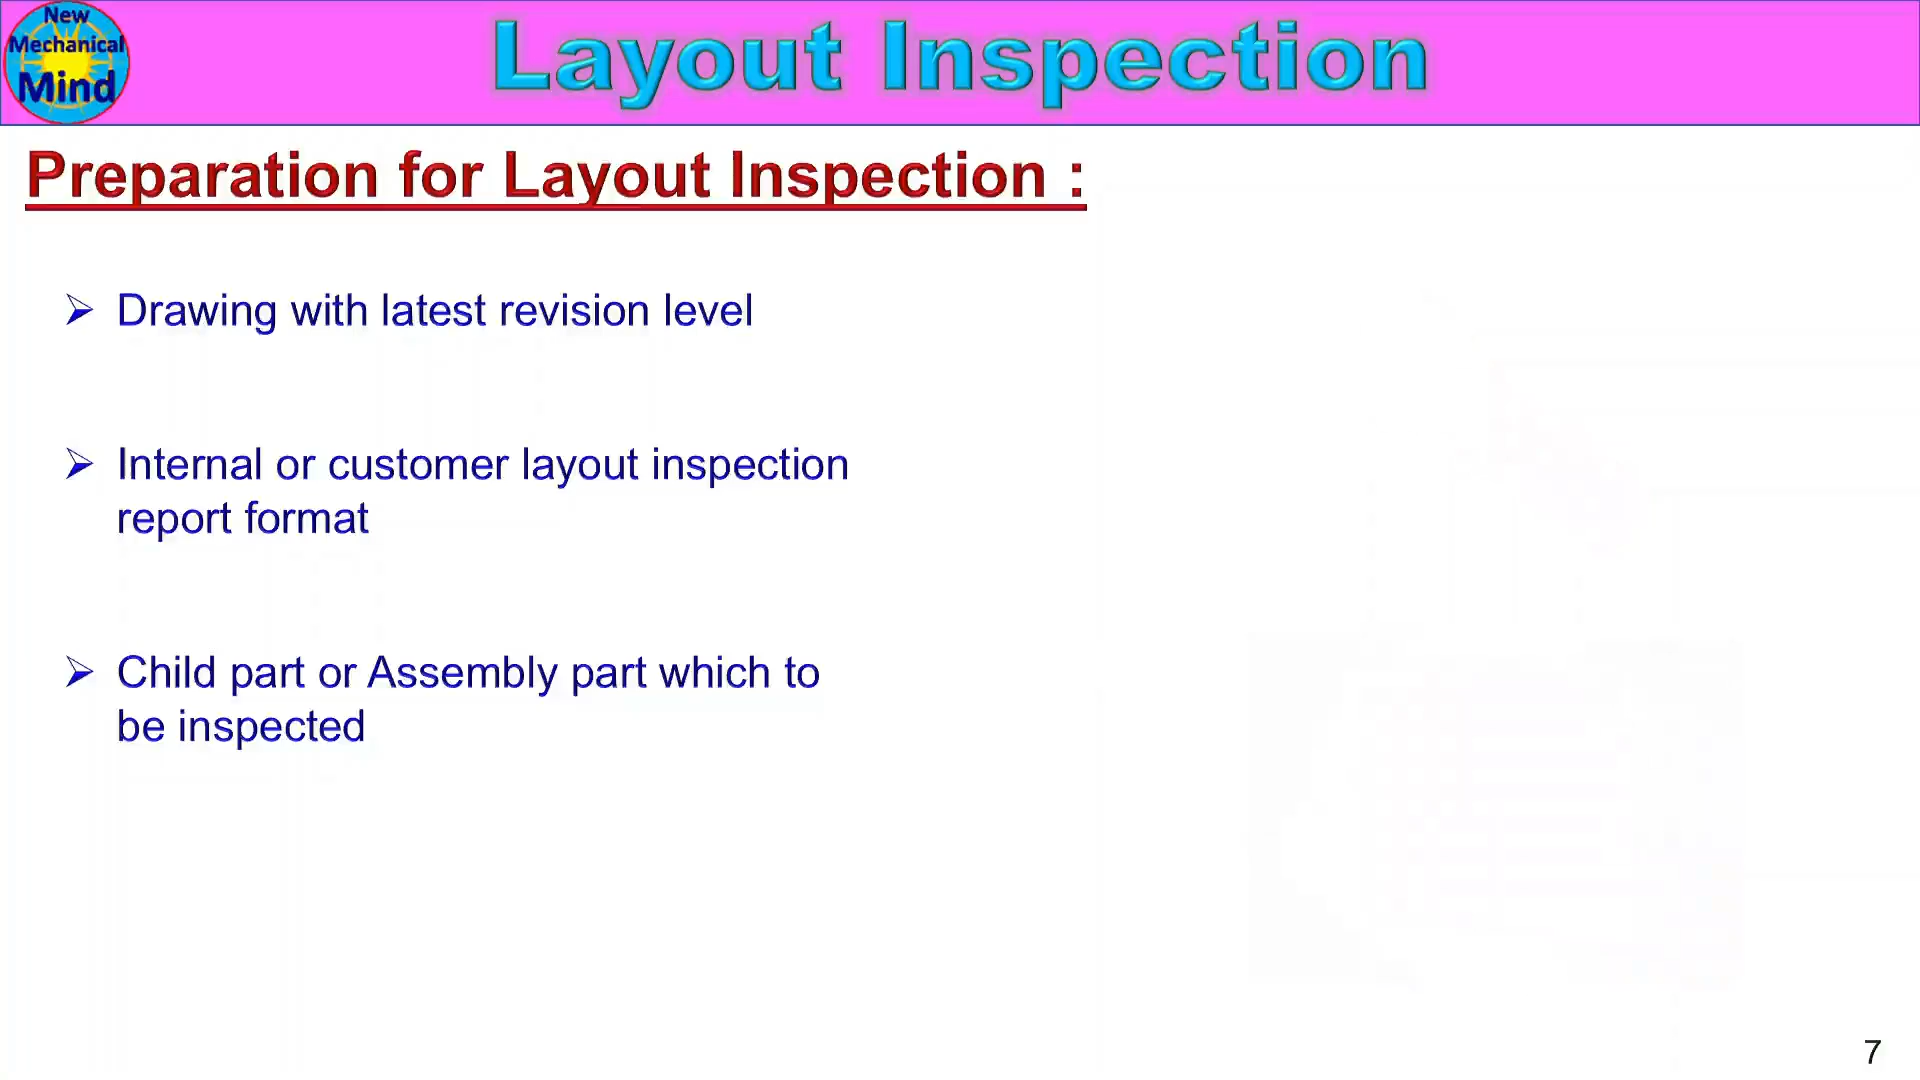 New
Mechanical
Mind
Layout Inspection
Preparation for Layout Inspection :
➢ Drawing with latest revision level
➢ Internal or customer layout inspection
report format
➢ Child part or Assembly part which to
be inspected
7